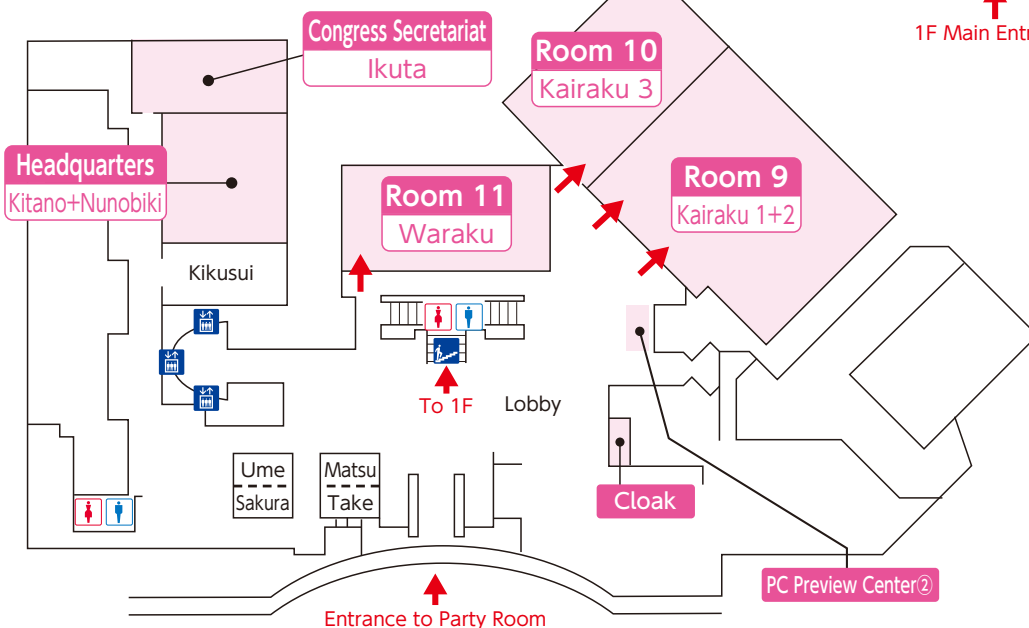 1F Main Entr
Congress Secretariat
Ikuta
Room 10
Kairaku 3
Headquarters
Kitano+Nunobiki
Room 11
Waraku
Room 9
Kairaku 1+2
Kikusui
To 1F
Lobby
Ume
Sakura
Matsu
Take
Cloak
PC Preview Center②
Entrance to Party Room